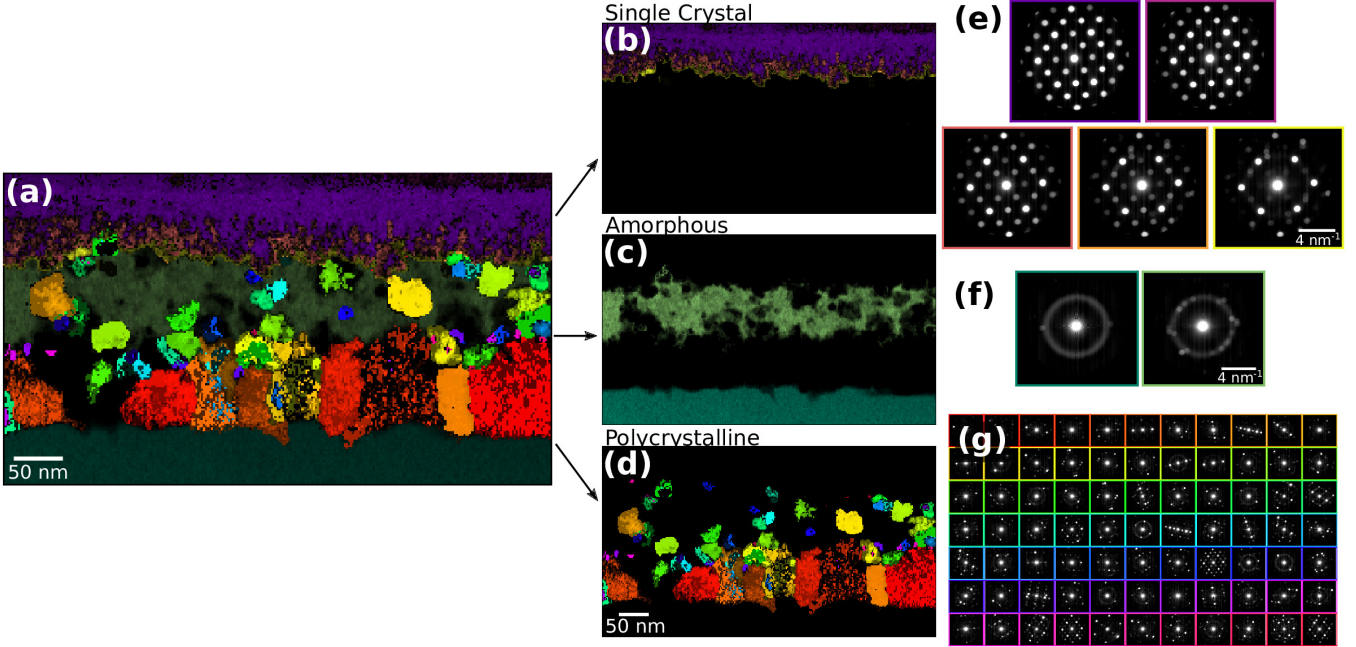 (a)
50 nm
Single Crystal
(b)
Amorphous
(c)
Polycrystalline
(d)
50 nm
(e)
4 nm-1
(f)
4 nm-1
(g)